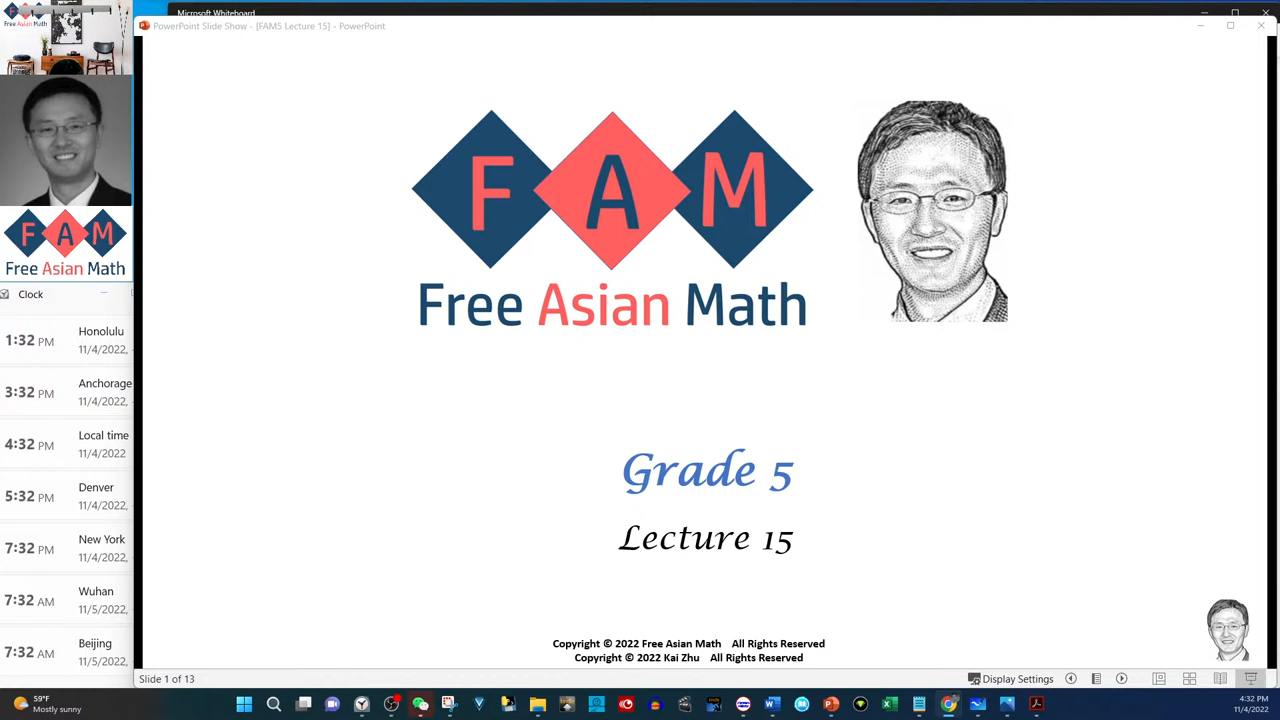 Microsoft Whiteboard
PowerPoint Slide Show - [FAM5 Lecture 15] - PowerPoint
Free Asian Math
F A M
Free Asian Math
Clock
1:32 PM
Honolulu
11/4/2022,
3:32 PM
Anchorage
11/4/2022,
4:32 PM
Local time
11/4/2022
5:32 PM
Denver
11/4/2022,
7:32 PM
New York
11/4/2022,
7:32 AM
Wuhan
11/5/2022,
7:32 AM
Beijing
11/5/2022,
F A M
Free Asian Math
Grade 5
Lecture 15
Copyright © 2022 Free Asian Math All Rights Reserved
Copyright © 2022 Kai Zhu All Rights Reserved
Slide 1 of 13
Display Settings
59°F
Mostly sunny
4:32 PM
11/4/2022